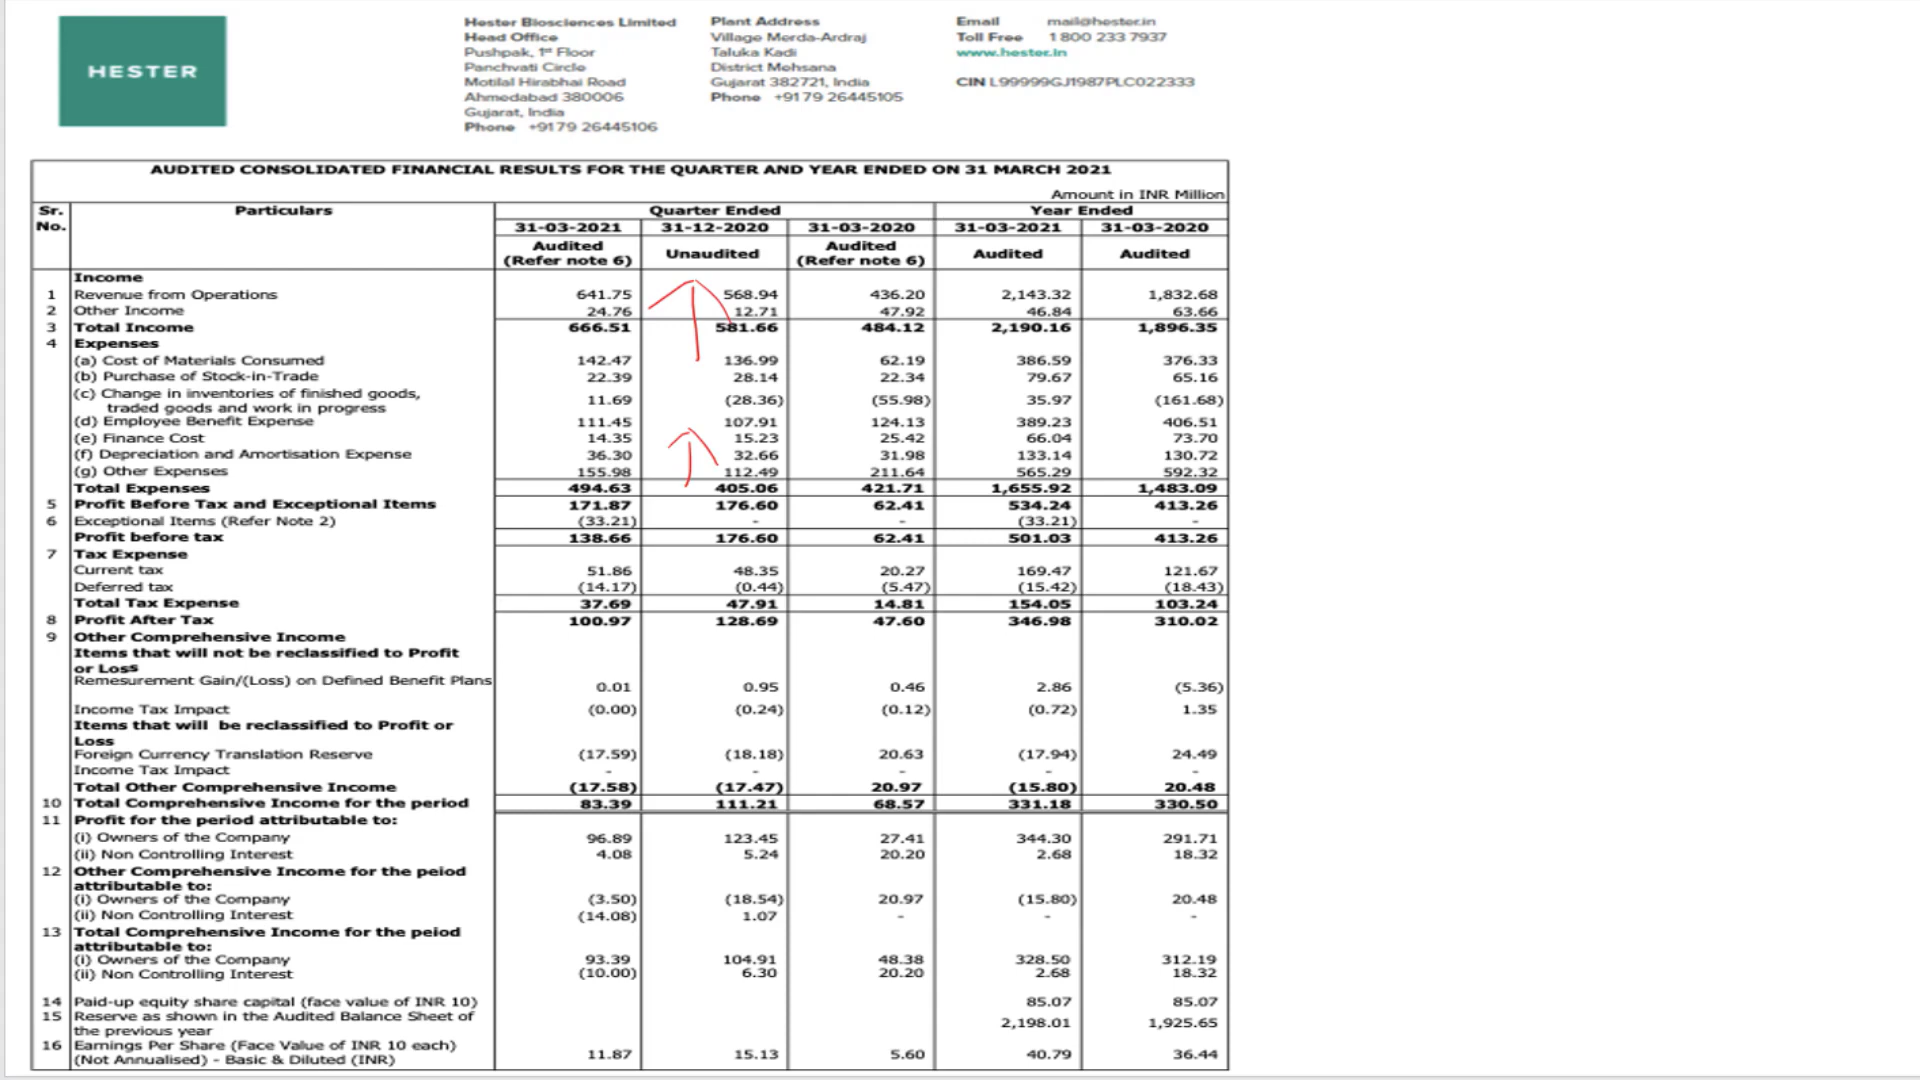 HESTER
Hester Biosciences Limited
Head Office
Pushpak, 1st Floor
Panchvati Circle
Motilal Hirabhai Road
Ahmedabad 380006
Gujarat, India
Phone +9179 26445106
Plant Address
Village Merda-Ardraj
Taluka Kadi
District Mehsana
Gujarat 382721, India
Phone +9179 26445105
Email mail@hester.in
Toll Free 1 800 233 7937
www.hester.in
CIN L99999GJ1987PLC022333
AUDITED CONSOLIDATED FINANCIAL RESULTS FOR THE QUARTER AND YEAR ENDED ON 31 MARCH 2021
Amount in INR Million
Sr. No. Particulars Quarter Ended Year Ended
31-03-2021 31-12-2020 31-03-2020 31-03-2021 31-03-2020
Audited (Refer note 6) Unaudited Audited (Refer note 6) Audited Audited
Income
1 Revenue from Operations 641.75 568.94 436.20 2,143.32 1,832.68
2 Other Income 24.76 12.71 47.92 46.84 63.66
3 Total Income 666.51 581.66 484.12 2,190.16 1,896.35
4 Expenses
(a) Cost of Materials Consumed 142.47 136.99 62.19 386.59 376.33
(b) Purchase of Stock-in-Trade 22.39 28.14 22.34 79.67 65.16
(c) Change in inventories of finished goods,
traded goods and work in progress 11.69 (28.36) (55.98) 35.97 (161.68)
(d) Employee Benefit Expense 111.45 107.91 124.13 389.23 406.51
(e) Finance Cost 14.35 15.23 25.42 66.04 73.70
(f) Depreciation and Amortisation Expense 36.30 32.66 31.98 133.14 130.72
(g) Other Expenses 155.98 112.49 211.64 565.29 592.32
Total Expenses 494.63 405.06 421.71 1,655.92 1,483.09
5 Profit Before Tax and Exceptional Items 171.87 176.60 62.41 534.24 413.26
6 Exceptional Items (Refer Note 2) (33.21) - - (33.21) -
Profit before tax 138.66 176.60 62.41 501.03 413.26
7 Tax Expense
Current tax 51.86 48.35 20.27 169.47 121.67
Deferred tax (14.17) (0.44) (5.47) (15.42) (18.43)
Total Tax Expense 37.69 47.91 14.81 154.05 103.24
8 Profit After Tax 100.97 128.69 47.60 346.98 310.02
9 Other Comprehensive Income
Items that will not be reclassified to Profit
or Loss
Remesurement Gain/(Loss) on Defined Benefit Plans 0.01 0.95 0.46 2.86 (5.36)
Income Tax Impact (0.00) (0.24) (0.12) (0.72) 1.35
Items that will be reclassified to Profit or
Loss
Foreign Currency Translation Reserve (17.59) (18.18) 20.63 (17.94) 24.49
Income Tax Impact - - - - -
Total Other Comprehensive Income (17.58) (17.47) 20.97 (15.80) 20.48
10 Total Comprehensive Income for the period 83.39 111.21 68.57 331.18 330.50
11 Profit for the period attributable to:
(i) Owners of the Company 96.89 123.45 27.41 344.30 291.71
(ii) Non Controlling Interest 4.08 5.24 20.20 2.68 18.32
12 Other Comprehensive Income for the peiod
attributable to:
(i) Owners of the Company (3.50) (18.54) 20.97 (15.80) 20.48
(ii) Non Controlling Interest (14.08) 1.07 - - -
13 Total Comprehensive Income for the peiod
attributable to:
(i) Owners of the Company 93.39 104.91 48.38 328.50 312.19
(ii) Non Controlling Interest (10.00) 6.30 20.20 2.68 18.32
14 Paid-up equity share capital (face value of INR 10) 85.07 85.07
15 Reserve as shown in the Audited Balance Sheet of
the previous year 2,198.01 1,925.65
16 Earnings Per Share (Face Value of INR 10 each)
(Not Annualised) - Basic & Diluted (INR) 11.87 15.13 5.60 40.79 36.44